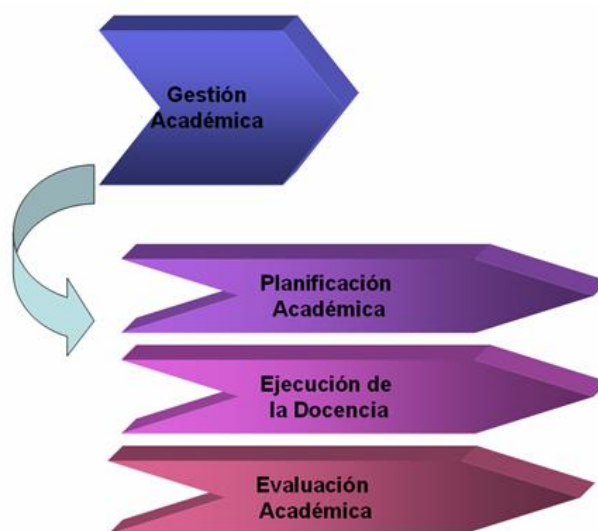 Gestión
Académica
Planificación
Académica
Ejecución de
la Docencia
Evaluación
Académica